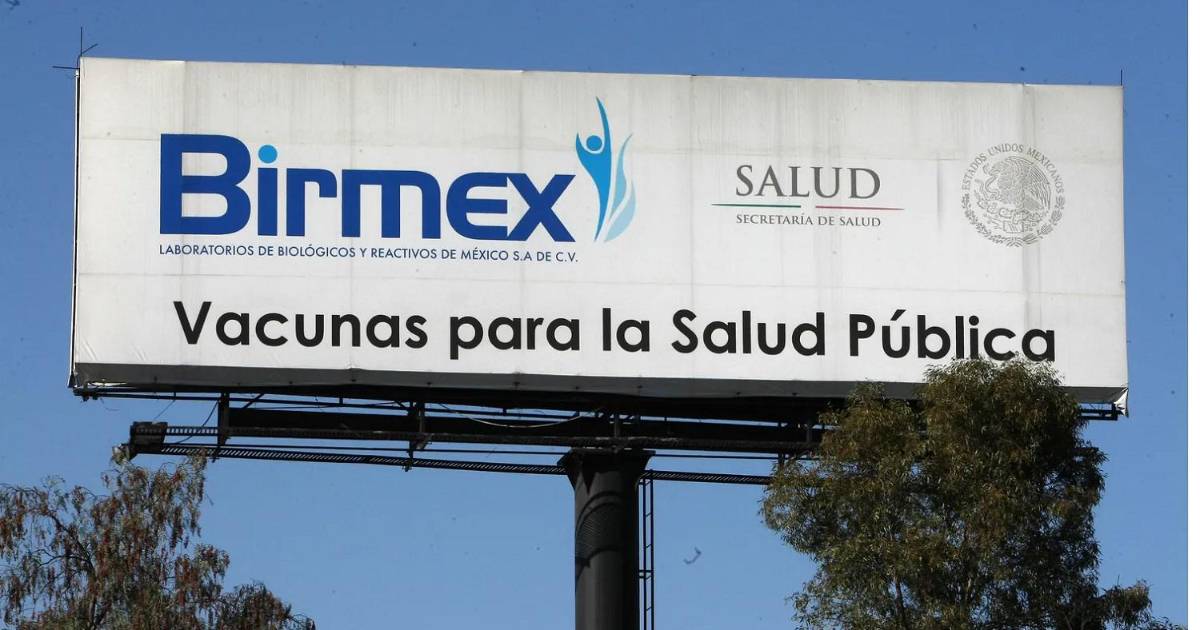 Birmex
LABORATORIOS DE BIOLÓGICOS Y REACTIVOS DE MÉXICO S.A DE C.V.
SALUD
SECRETARÍA DE SALUD
ESTADOS UNIDOS MEXICANOS
Vacunas para la Salud Pública